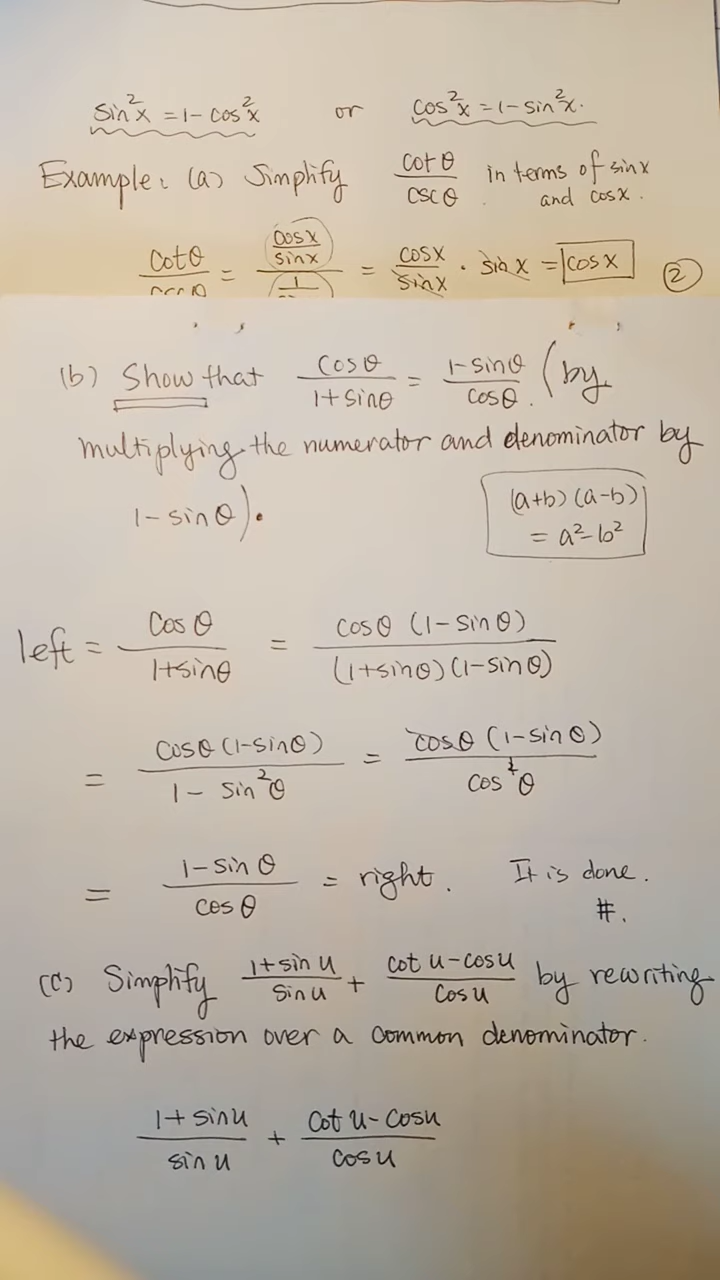 sin²x = 1 - cos²x or cos²x = 1 - sin²x.
Example: (a) Simplify cotθ/cscθ in terms of sinx and cosx.
cotθ/cscθ = (cosx/sinx)/(1/ = cosx/sinx · sinx = cosx ②
(b) Show that cosθ/(1+sinθ) = (1-sinθ)/cosθ. (by
multiplying the numerator and denominator by
1 - sinθ).
(a+b)(a-b)
= a²-b²
left = cosθ/(1+sinθ) = cosθ(1-sinθ)/((1+sinθ)(1-sinθ))
= cosθ(1-sinθ)/(1 - sin²θ) = cosθ(1-sinθ)/cos²θ
= (1-sinθ)/cosθ = right. It is done.
#.
(c) Simplify (1+sin u)/sin u + (cot u - cos u)/cos u by rewriting
the expression over a common denominator.
(1+sin u)/sin u + (cot u - cos u)/cos u